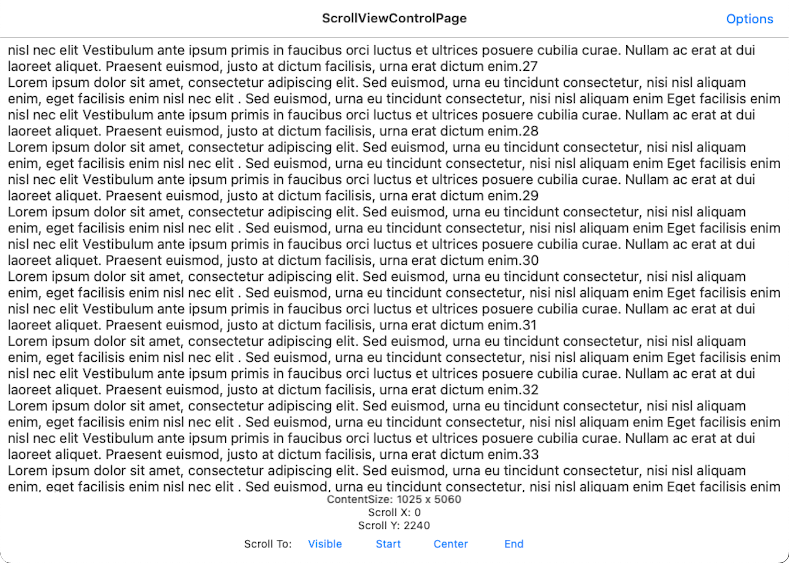 ScrollViewControlPage
Options
nisl nec elit Vestibulum ante ipsum primis in faucibus orci luctus et ultrices posuere cubilia curae. Nullam ac erat at dui
laoreet aliquet. Praesent euismod, justo at dictum facilisis, urna erat dictum enim.27
Lorem ipsum dolor sit amet, consectetur adipiscing elit. Sed euismod, urna eu tincidunt consectetur, nisi nisl aliquam
enim, eget facilisis enim nisl nec elit . Sed euismod, urna eu tincidunt consectetur, nisi nisl aliquam enim Eget facilisis enim
nisl nec elit Vestibulum ante ipsum primis in faucibus orci luctus et ultrices posuere cubilia curae. Nullam ac erat at dui
laoreet aliquet. Praesent euismod, justo at dictum facilisis, urna erat dictum enim.28
Lorem ipsum dolor sit amet, consectetur adipiscing elit. Sed euismod, urna eu tincidunt consectetur, nisi nisl aliquam
enim, eget facilisis enim nisl nec elit . Sed euismod, urna eu tincidunt consectetur, nisi nisl aliquam enim Eget facilisis enim
nisl nec elit Vestibulum ante ipsum primis in faucibus orci luctus et ultrices posuere cubilia curae. Nullam ac erat at dui
laoreet aliquet. Praesent euismod, justo at dictum facilisis, urna erat dictum enim.29
Lorem ipsum dolor sit amet, consectetur adipiscing elit. Sed euismod, urna eu tincidunt consectetur, nisi nisl aliquam
enim, eget facilisis enim nisl nec elit . Sed euismod, urna eu tincidunt consectetur, nisi nisl aliquam enim Eget facilisis enim
nisl nec elit Vestibulum ante ipsum primis in faucibus orci luctus et ultrices posuere cubilia curae. Nullam ac erat at dui
laoreet aliquet. Praesent euismod, justo at dictum facilisis, urna erat dictum enim.30
Lorem ipsum dolor sit amet, consectetur adipiscing elit. Sed euismod, urna eu tincidunt consectetur, nisi nisl aliquam
enim, eget facilisis enim nisl nec elit . Sed euismod, urna eu tincidunt consectetur, nisi nisl aliquam enim Eget facilisis enim
nisl nec elit Vestibulum ante ipsum primis in faucibus orci luctus et ultrices posuere cubilia curae. Nullam ac erat at dui
laoreet aliquet. Praesent euismod, justo at dictum facilisis, urna erat dictum enim.31
Lorem ipsum dolor sit amet, consectetur adipiscing elit. Sed euismod, urna eu tincidunt consectetur, nisi nisl aliquam
enim, eget facilisis enim nisl nec elit . Sed euismod, urna eu tincidunt consectetur, nisi nisl aliquam enim Eget facilisis enim
nisl nec elit Vestibulum ante ipsum primis in faucibus orci luctus et ultrices posuere cubilia curae. Nullam ac erat at dui
laoreet aliquet. Praesent euismod, justo at dictum facilisis, urna erat dictum enim.32
Lorem ipsum dolor sit amet, consectetur adipiscing elit. Sed euismod, urna eu tincidunt consectetur, nisi nisl aliquam
enim, eget facilisis enim nisl nec elit . Sed euismod, urna eu tincidunt consectetur, nisi nisl aliquam enim Eget facilisis enim
nisl nec elit Vestibulum ante ipsum primis in faucibus orci luctus et ultrices posuere cubilia curae. Nullam ac erat at dui
laoreet aliquet. Praesent euismod, justo at dictum facilisis, urna erat dictum enim.33
Lorem ipsum dolor sit amet, consectetur adipiscing elit. Sed euismod, urna eu tincidunt consectetur, nisi nisl aliquam
enim, eget facilisis enim nisl nec elit . Sed euismod, urna eu tincidunt consectetur, nisi nisl aliquam enim Eget facilisis enim
ContentSize: 1025 x 5060
Scroll X: 0
Scroll Y: 2240
Scroll To: Visible Start Center End